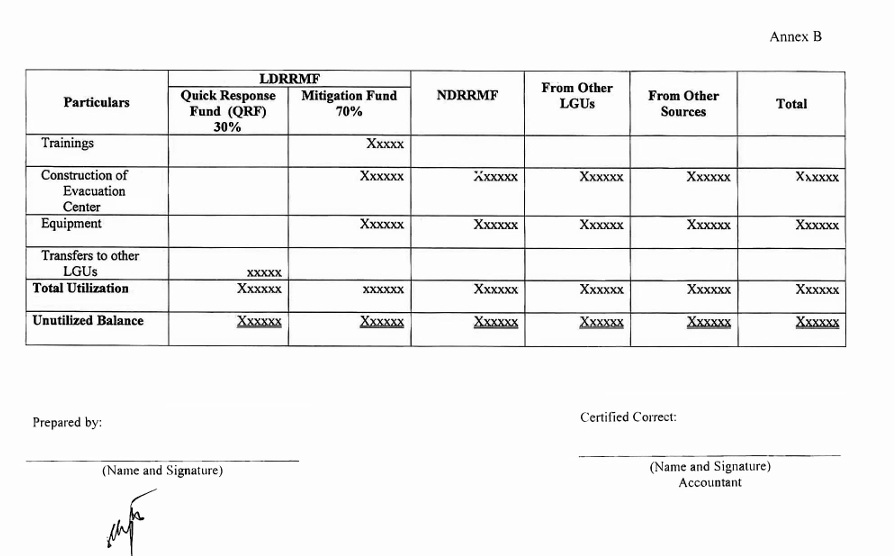 Annex B
Particulars
LDRRMF
Quick Response
Fund (QRF)
30%
Mitigation Fund
70%
NDRRMF
From Other
LGUs
From Other
Sources
Total
Trainings
Xxxxx
Construction of
Evacuation
Center
Xxxxxx Xxxxxx Xxxxxx Xxxxxx Xxxxxx
Equipment
Xxxxxx Xxxxxx Xxxxxx Xxxxxx Xxxxxx
Transfers to other
LGUs
xxxxx
Total Utilization
Xxxxxx xxxxxx Xxxxxx Xxxxxx Xxxxxx Xxxxxx
Unutilized Balance
Xxxxxx Xxxxxx Xxxxxx Xxxxxx Xxxxxx Xxxxxx
Prepared by:
(Name and Signature)
Certified Correct:
(Name and Signature)
Accountant